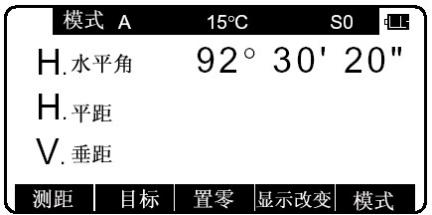 模式 A 15°C S0
H.水平角 92° 30' 20"
H.平距
V.垂距
测距 目标 置零 显示改变 模式